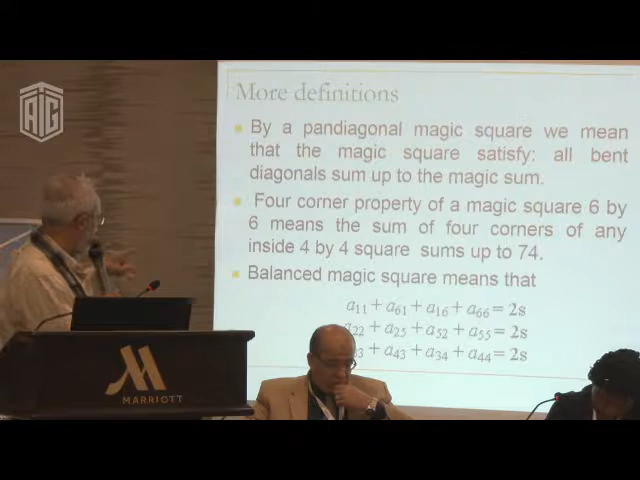 AIG
More definitions
By a pandiagonal magic square we mean
that the magic square satisfy: all bent
diagonals sum up to the magic sum.
Four corner property of a magic square 6 by
6 means the sum of four corners of any
inside 4 by 4 square sums up to 74.
Balanced magic square means that
a11 + a61 + a16 + a66 = 2s
a22 + a25 + a52 + a55 = 2s
+ a43 + a34 + a44 = 2s
M
MARRIOTT